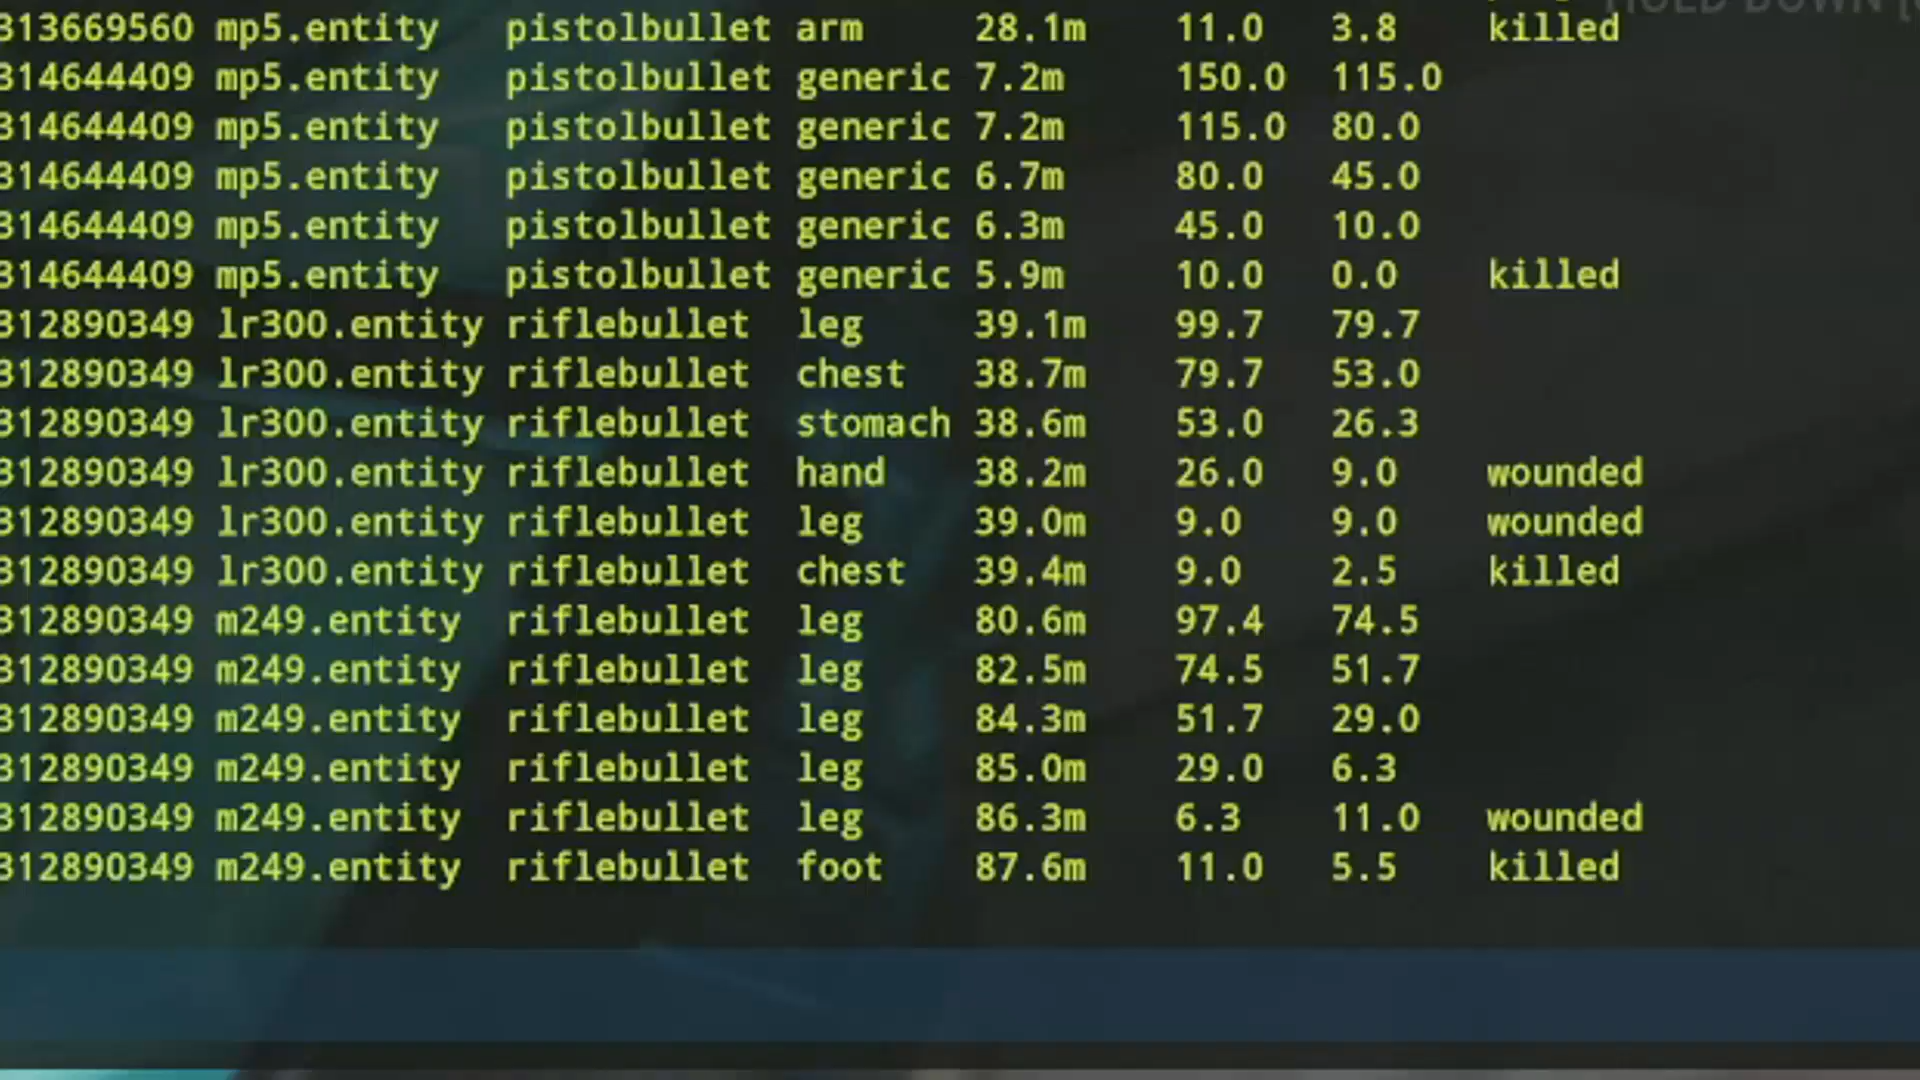 HOLD DOWN [
313669560 mp5.entity pistolbullet arm 28.1m 11.0 3.8 killed
314644409 mp5.entity pistolbullet generic 7.2m 150.0 115.0
314644409 mp5.entity pistolbullet generic 7.2m 115.0 80.0
314644409 mp5.entity pistolbullet generic 6.7m 80.0 45.0
314644409 mp5.entity pistolbullet generic 6.3m 45.0 10.0
314644409 mp5.entity pistolbullet generic 5.9m 10.0 0.0 killed
312890349 lr300.entity riflebullet leg 39.1m 99.7 79.7
312890349 lr300.entity riflebullet chest 38.7m 79.7 53.0
312890349 lr300.entity riflebullet stomach 38.6m 53.0 26.3
312890349 lr300.entity riflebullet hand 38.2m 26.0 9.0 wounded
312890349 lr300.entity riflebullet leg 39.0m 9.0 9.0 wounded
312890349 lr300.entity riflebullet chest 39.4m 9.0 2.5 killed
312890349 m249.entity riflebullet leg 80.6m 97.4 74.5
312890349 m249.entity riflebullet leg 82.5m 74.5 51.7
312890349 m249.entity riflebullet leg 84.3m 51.7 29.0
312890349 m249.entity riflebullet leg 85.0m 29.0 6.3
312890349 m249.entity riflebullet leg 86.3m 6.3 11.0 wounded
312890349 m249.entity riflebullet foot 87.6m 11.0 5.5 killed